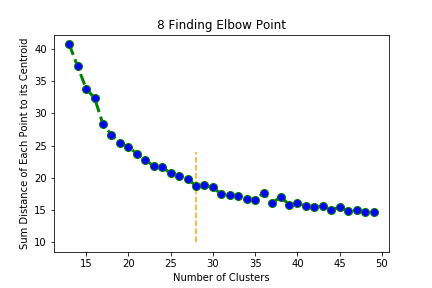 8 Finding Elbow Point
Sum Distance of Each Point to its Centroid
40
35
30
25
20
15
10
15 20 25 30 35 40 45 50
Number of Clusters